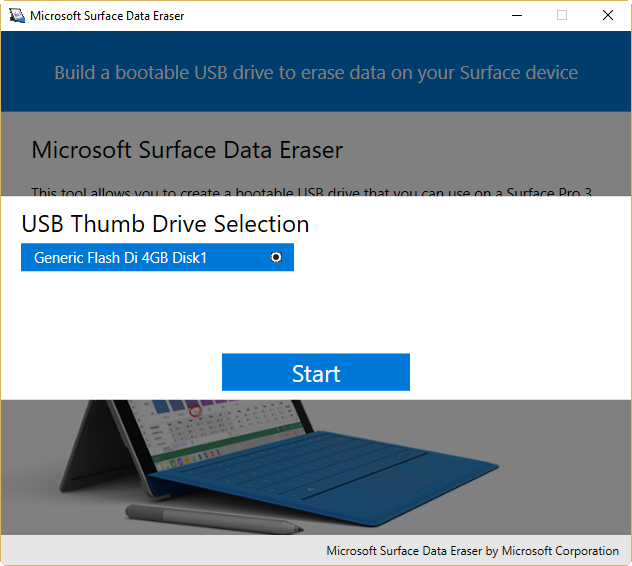 Microsoft Surface Data Eraser
Build a bootable USB drive to erase data on your Surface device
Microsoft Surface Data Eraser
This tool allows you to create a bootable USB drive that you can use on a Surface Pro 3
USB Thumb Drive Selection
Generic Flash Di 4GB Disk1
Start
Microsoft Surface Data Eraser by Microsoft Corporation